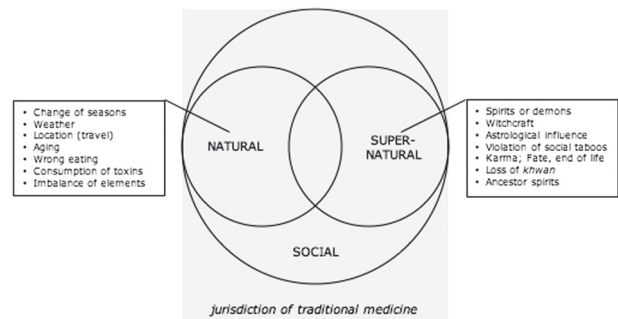 • Change of seasons
• Weather
• Location (travel)
• Aging
• Wrong eating
• Consumption of toxins
• Imbalance of elements
NATURAL
SUPER-
NATURAL
• Spirits or demons
• Witchcraft
• Astrological influence
• Violation of social taboos
• Karma; Fate, end of life
• Loss of khwan
• Ancestor spirits
SOCIAL
jurisdiction of traditional medicine